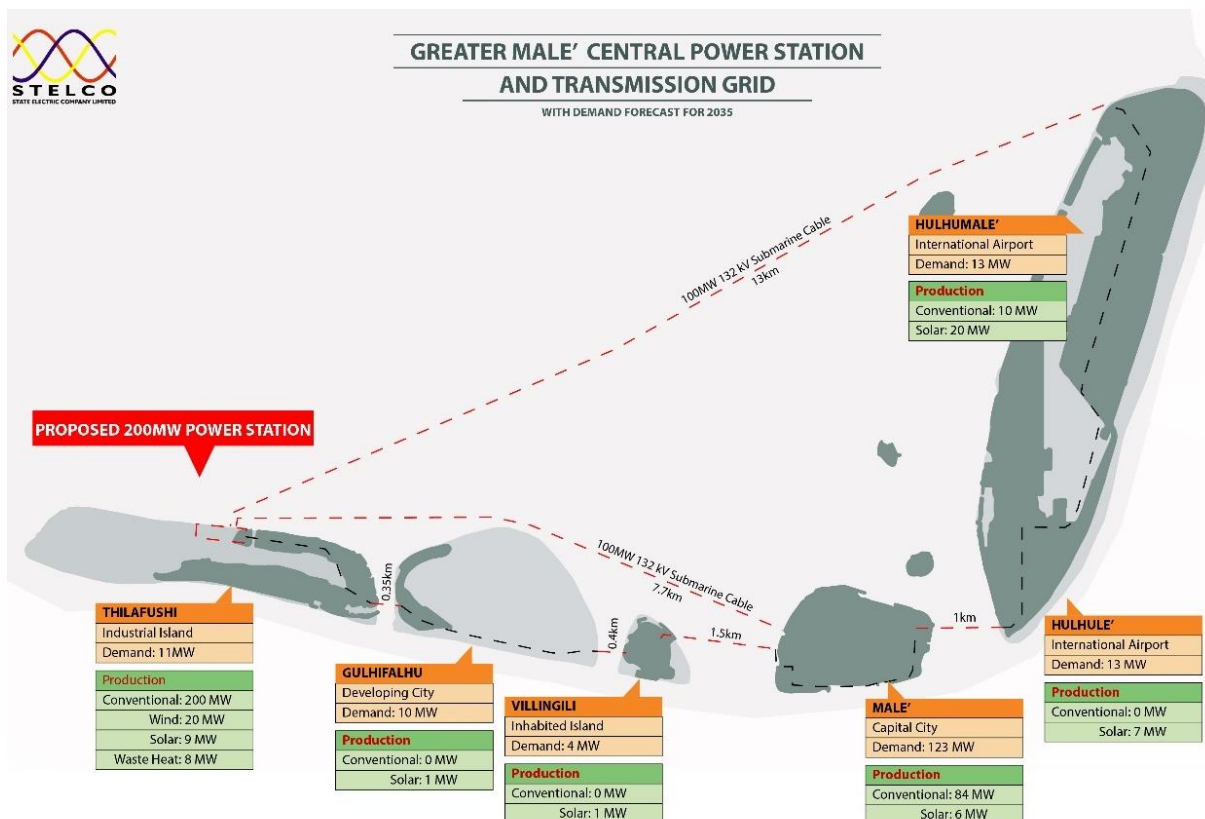 STELCO
STATE ELECTRIC COMPANY LIMITED
GREATER MALE’ CENTRAL POWER STATION
AND TRANSMISSION GRID
WITH DEMAND FORECAST FOR 2035
HULHUMALE’
International Airport
Demand: 13 MW
Production
Conventional: 10 MW
Solar: 20 MW
100MW 132 kV Submarine Cable
13km
PROPOSED 200MW POWER STATION
100MW 132 kV Submarine Cable
7.7km
0.35km
0.4km
1.5km
1km
THILAFUSHI
Industrial Island
Demand: 11MW
Production
Conventional: 200 MW
Wind: 20 MW
Solar: 9 MW
Waste Heat: 8 MW
GULHIFALHU
Developing City
Demand: 10 MW
Production
Conventional: 0 MW
Solar: 1 MW
VILLINGILI
Inhabited Island
Demand: 4 MW
Production
Conventional: 0 MW
Solar: 1 MW
MALE’
Capital City
Demand: 123 MW
Production
Conventional: 84 MW
Solar: 6 MW
HULHULE’
International Airport
Demand: 13 MW
Production
Conventional: 0 MW
Solar: 7 MW